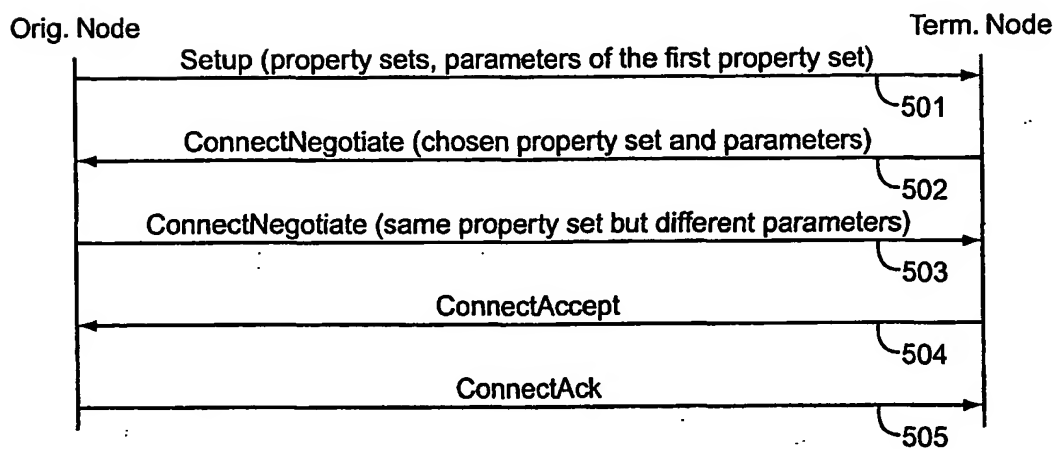 Orig. Node
Term. Node
Setup (property sets, parameters of the first property set)
501
ConnectNegotiate (chosen property set and parameters)
502
ConnectNegotiate (same property set but different parameters)
503
ConnectAccept
504
ConnectAck
505